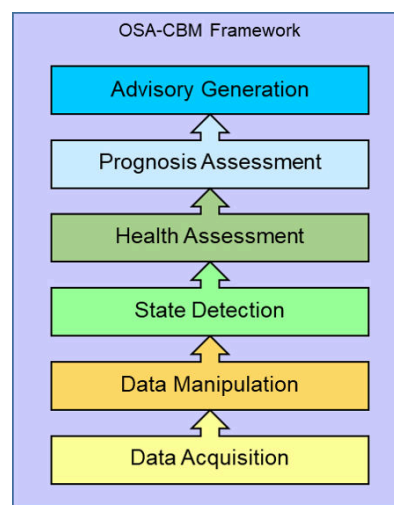 OSA-CBM Framework
Advisory Generation
Prognosis Assessment
Health Assessment
State Detection
Data Manipulation
Data Acquisition